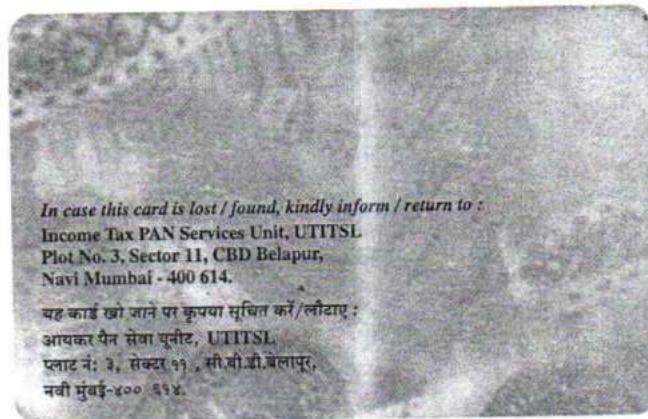 In case this card is lost / found, kindly inform / return to :
Income Tax PAN Services Unit, UTITSL
Plot No. 3, Sector 11, CBD Belapur,
Navi Mumbai - 400 614.
यह कार्ड खो जाने पर कृपया सूचित करें/लौटाए :
आयकर पैन सेवा यूनीट, UTITSL
प्लाट नं: ३, सेक्टर ११ , सी.बी.डी.बेलापूर,
नवी मुंबई-४०० ६१४.